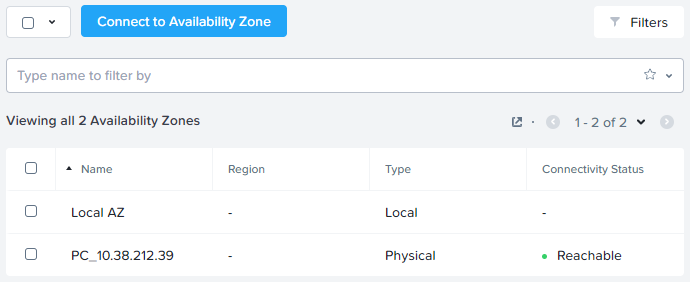 Connect to Availability Zone
Filters
Type name to filter by
Viewing all 2 Availability Zones
1 - 2 of 2
Name Region Type Connectivity Status
Local AZ - Local -
PC_10.38.212.39 - Physical Reachable